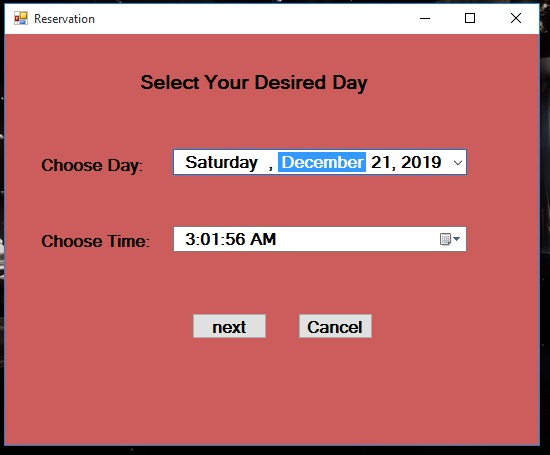 Reservation
Select Your Desired Day
Choose Day: Saturday , December 21, 2019
Choose Time: 3:01:56 AM
next Cancel